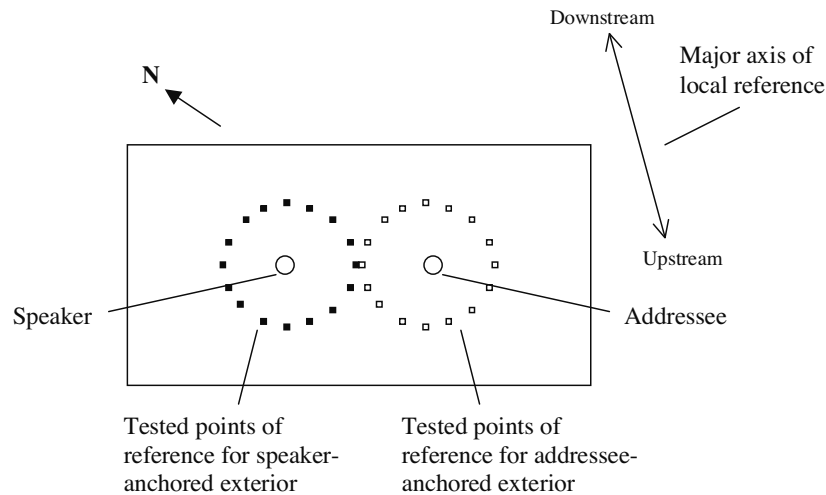 Downstream
N
Major axis of
local reference
Upstream
Speaker
Addressee
Tested points of
reference for speaker-
anchored exterior
Tested points of
reference for addressee-
anchored exterior